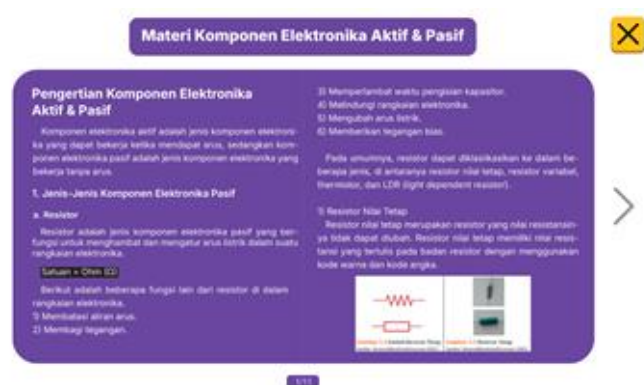 Materi Komponen Elektronika Aktif & Pasif
Pengertian Komponen Elektronika
Aktif & Pasif
Komponen elektronika aktif adalah jenis komponen elektroni-
ka yang dapat bekerja ketika mendapat arus, sedangkan kom-
ponen elektronika pasif adalah jenis komponen elektronika yang
bekerja tanpa arus.
1. Jenis-Jenis Komponen Elektronika Pasif
a. Resistor
Resistor adalah jenis komponen elektronika pasif yang ber-
fungsi untuk menghambat dan mengatur arus listrik dalam suatu
rangkaian elektronika.
Satuan = Ohm (Ω)
Berikut adalah beberapa fungsi lain dari resistor di dalam
rangkaian elektronika.
1) Membatasi aliran arus.
2) Membagi tegangan.
3) Memperlambat waktu pengisian kapasitor.
4) Melindungi rangkaian elektronika.
5) Mengubah arus listrik.
6) Memberikan tegangan bias.
Pada umumnya, resistor dapat diklasifikasikan ke dalam be-
berapa jenis, di antaranya resistor nilai tetap, resistor variabel,
thermistor, dan LDR (light dependent resistor).
1) Resistor Nilai Tetap
Resistor nilai tetap merupakan resistor yang nilai resistansin-
ya tidak dapat diubah. Resistor nilai tetap memiliki nilai resis-
tansi yang tertulis pada badan resistor dengan menggunakan
kode warna dan kode angka.